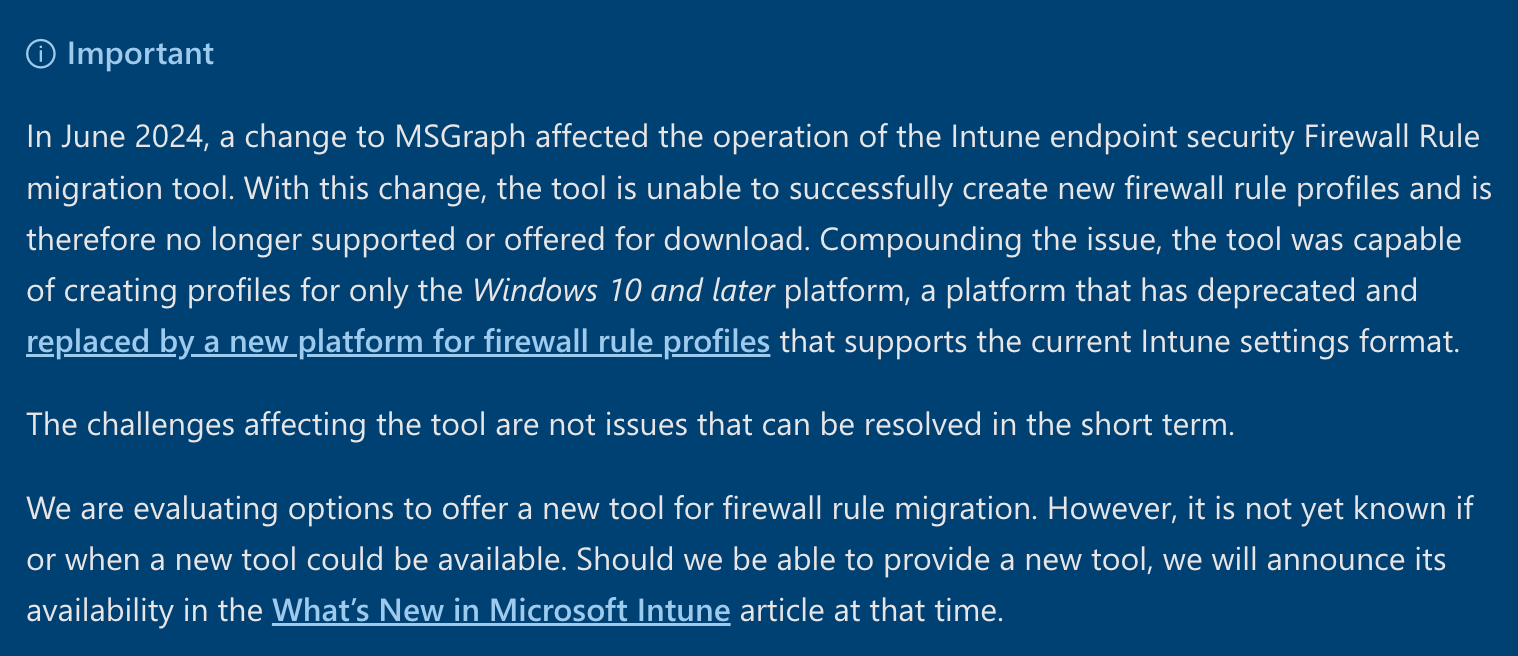 Important
In June 2024, a change to MSGraph affected the operation of the Intune endpoint security Firewall Rule
migration tool. With this change, the tool is unable to successfully create new firewall rule profiles and is
therefore no longer supported or offered for download. Compounding the issue, the tool was capable
of creating profiles for only the Windows 10 and later platform, a platform that has deprecated and
replaced by a new platform for firewall rule profiles that supports the current Intune settings format.
The challenges affecting the tool are not issues that can be resolved in the short term.
We are evaluating options to offer a new tool for firewall rule migration. However, it is not yet known if
or when a new tool could be available. Should we be able to provide a new tool, we will announce its
availability in the What’s New in Microsoft Intune article at that time.